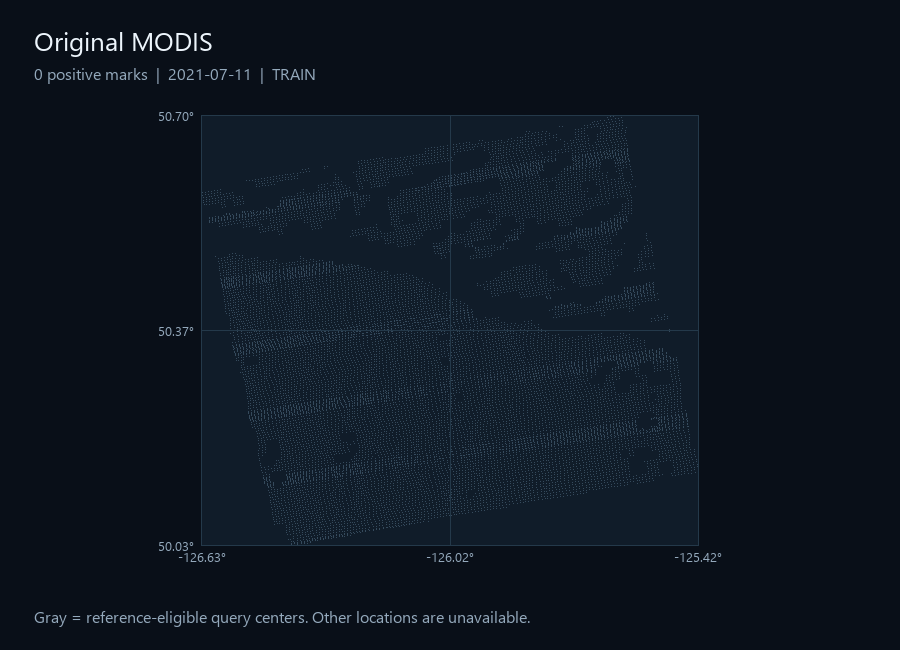 Original MODIS
0 positive marks | 2021-07-11 | TRAIN
50.70°
50.37°
50.03°
-126.63°
-126.02°
-125.42°
Gray = reference-eligible query centers. Other locations are unavailable.